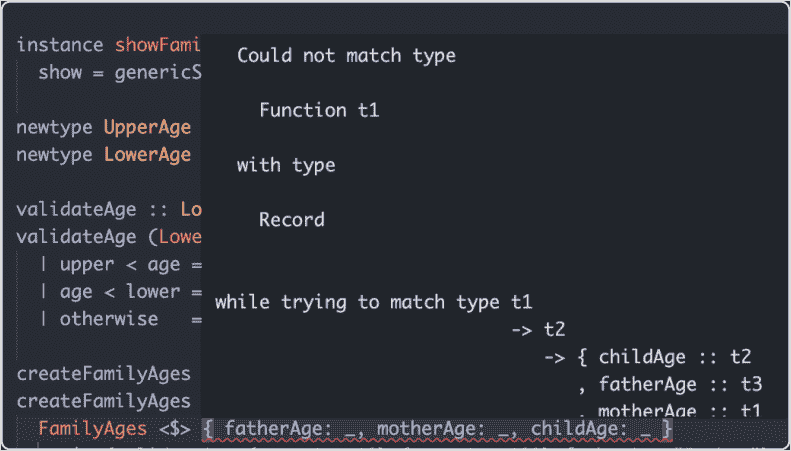 instance showFami
show = genericS
newtype UpperAge
newtype LowerAge
validateAge :: Lo
validateAge (Lowe
| upper < age =
| age < lower =
| otherwise =
createFamilyAges
createFamilyAges
FamilyAges <$> { fatherAge: _, motherAge: _, childAge: _ }
Could not match type
Function t1
with type
Record
while trying to match type t1
-> t2
-> { childAge :: t2
, fatherAge :: t3
, motherAge :: t1